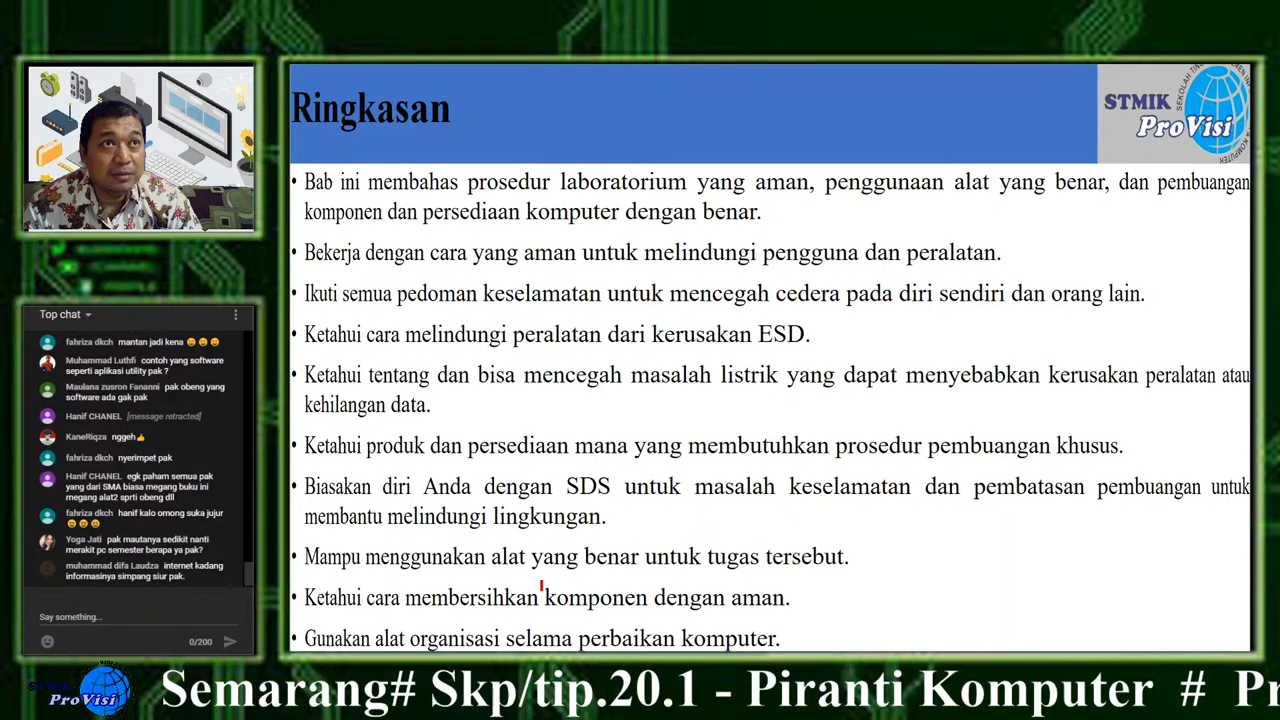 Ringkasan
STMIK
ProVisi
SEKOLAH
& KOMPUTER
• Bab ini membahas prosedur laboratorium yang aman, penggunaan alat yang benar, dan pembuangan
komponen dan persediaan komputer dengan benar.
• Bekerja dengan cara yang aman untuk melindungi pengguna dan peralatan.
• Ikuti semua pedoman keselamatan untuk mencegah cedera pada diri sendiri dan orang lain.
• Ketahui cara melindungi peralatan dari kerusakan ESD.
• Ketahui tentang dan bisa mencegah masalah listrik yang dapat menyebabkan kerusakan peralatan atau
kehilangan data.
• Ketahui produk dan persediaan mana yang membutuhkan prosedur pembuangan khusus.
• Biasakan diri Anda dengan SDS untuk masalah keselamatan dan pembatasan pembuangan untuk
membantu melindungi lingkungan.
• Mampu menggunakan alat yang benar untuk tugas tersebut.
• Ketahui cara membersihkan komponen dengan aman.
• Gunakan alat organisasi selama perbaikan komputer.
Top chat
fahriza dkch mantan jadi kena
Muhammad Luthfi contoh yang software
seperti aplikasi utility pak ?
Maulana zusron Fananni pak obeng yang
software ada gak pak
Hanif CHANEL [message retracted]
KaneRiqza nggeh
fahriza dkch nyerimpet pak
Hanif CHANEL egk paham semua pak
yang dari SMA biasa megang buku ini
megang alat2 sprti obeng dll
fahriza dkch hanif kalo omong suka jujur
Yoga Jati pak mautanya sedikit nanti
merakit pc semester berapa ya pak?
muhammad difa Laudza internet kadang
informasinya simpang siur pak.
Say something...
0/200
STMIK
ProVisi
Semarang# Skp/tip.20.1 - Piranti Komputer # Pr